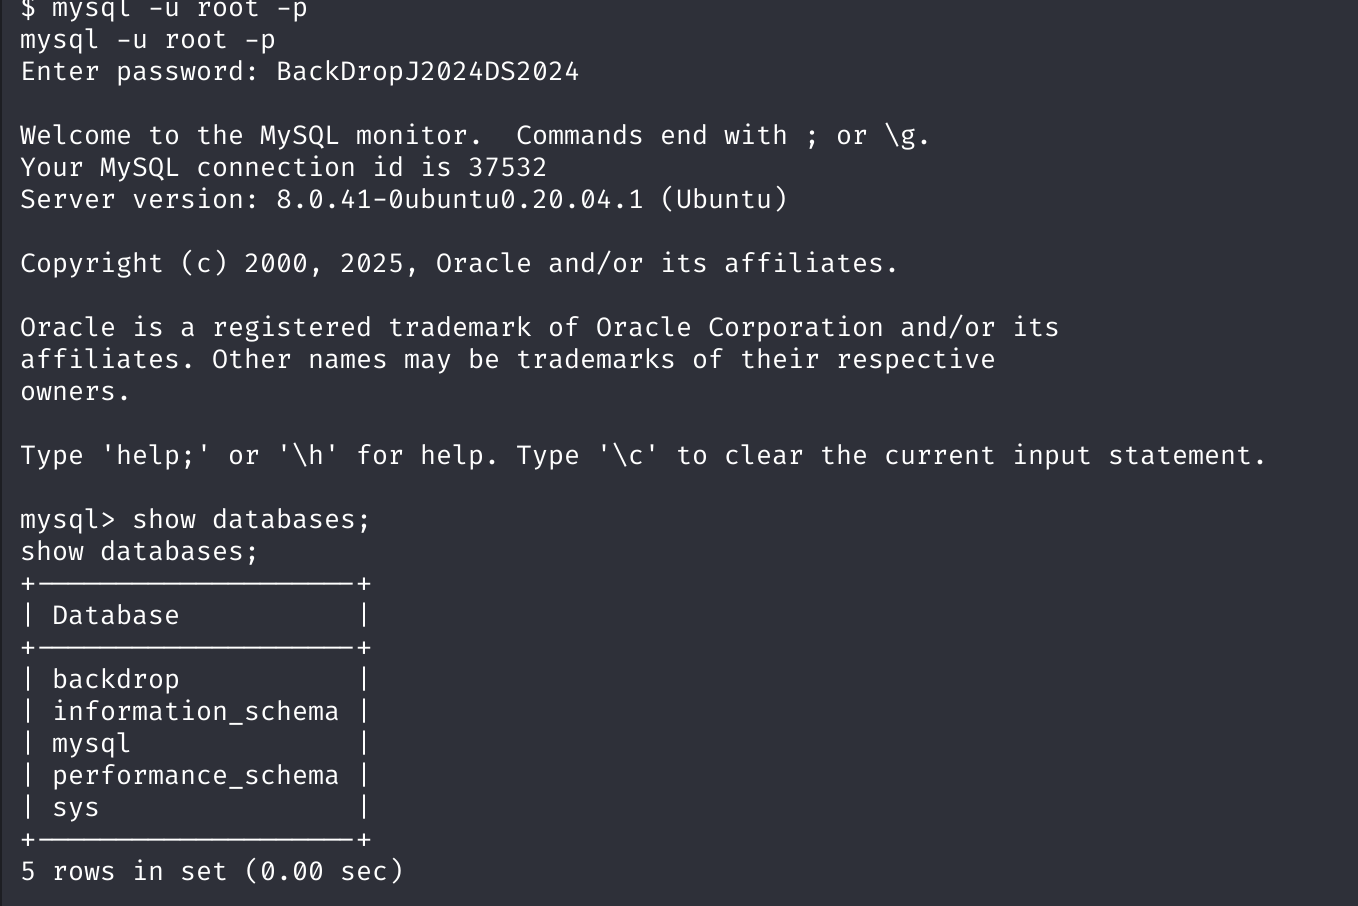 $ mysql -u root -p
mysql -u root -p
Enter password: BackDropJ2024DS2024
Welcome to the MySQL monitor.  Commands end with ; or \g.
Your MySQL connection id is 37532
Server version: 8.0.41-0ubuntu0.20.04.1 (Ubuntu)
Copyright (c) 2000, 2025, Oracle and/or its affiliates.
Oracle is a registered trademark of Oracle Corporation and/or its
affiliates. Other names may be trademarks of their respective
owners.
Type 'help;' or '\h' for help. Type '\c' to clear the current input statement.
mysql> show databases;
show databases;
+--------------------+
| Database           |
+--------------------+
| backdrop           |
| information_schema |
| mysql              |
| performance_schema |
| sys                |
+--------------------+
5 rows in set (0.00 sec)